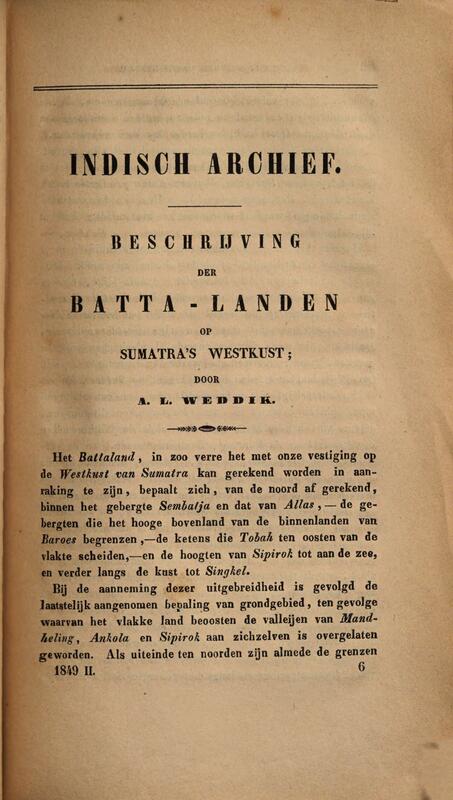 INDISCH ARCHIEF.
BESCHRIJVING
DER
BATTA - LANDEN
OP
SUMATRA'S WESTKUST;
DOOR
A. L. WEDDIK.
Het Battaland, in zoo verre het met onze vestiging op
de Westkust van Sumatra kan gerekend worden in aan-
raking te zijn, bepaalt zich, van de noord af gerekend,
binnen het gebergte Sembatja en dat van Allas, — de ge-
bergten die het hooge bovenland van de binnenlanden van
Baroes begrenzen,—de ketens die Tobah ten oosten van de
vlakte scheiden,—en de hoogten van Sipirok tot aan de zee,
en verder langs de kust tot Singkel.
Bij de aanneming dezer uitgebreidheid is gevolgd de
laatstelijk aangenomen bepaling van grondgebied, ten gevolge
waarvan het vlakke land beoosten de valleijen van Mand-
heling, Ankola en Sipirok aan zichzelven is overgelaten
geworden. Als uiteinde ten noorden zijn almede de grenzen
1849 II. 6